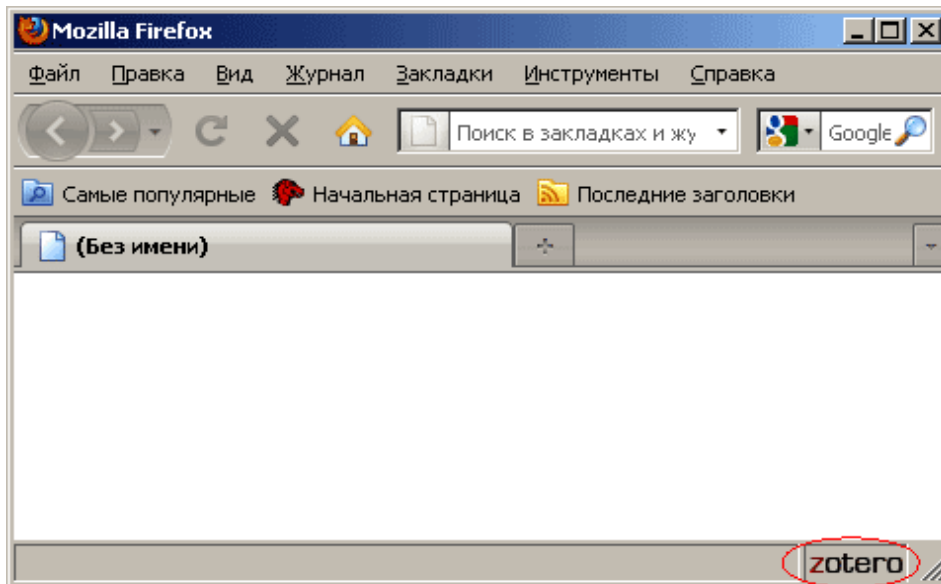 Mozilla Firefox
Файл Правка Вид Журнал Закладки Инструменты Справка
Поиск в закладках и жу Google
Самые популярные Начальная страница Последние заголовки
(Без имени)
zotero